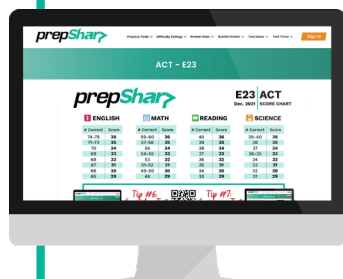 prepSharp
Practice Tests Difficulty Ratings Answer Keys Bubble Sheets Test Dates Test Timer Sign In
ACT - E23
prepSharp
E23 ACT
Dec. 2021 SCORE CHART
ENGLISH MATH READING SCIENCE
# Correct Score # Correct Score # Correct Score # Correct Score
74-75 36 59-60 36 40 36 39-40 36
71-73 35 57-58 35 39 35 38 35
70 34 56 34 38 34 37 34
69 33 54-55 33 37 33 35-36 33
68 32 53 32 36 32 34 32
67 31 51-52 31 35 31 33 31
66 30 49-50 30 34 30 32 30
65 29 48 29 33 29 31 29
Tip #6: Tip #7: